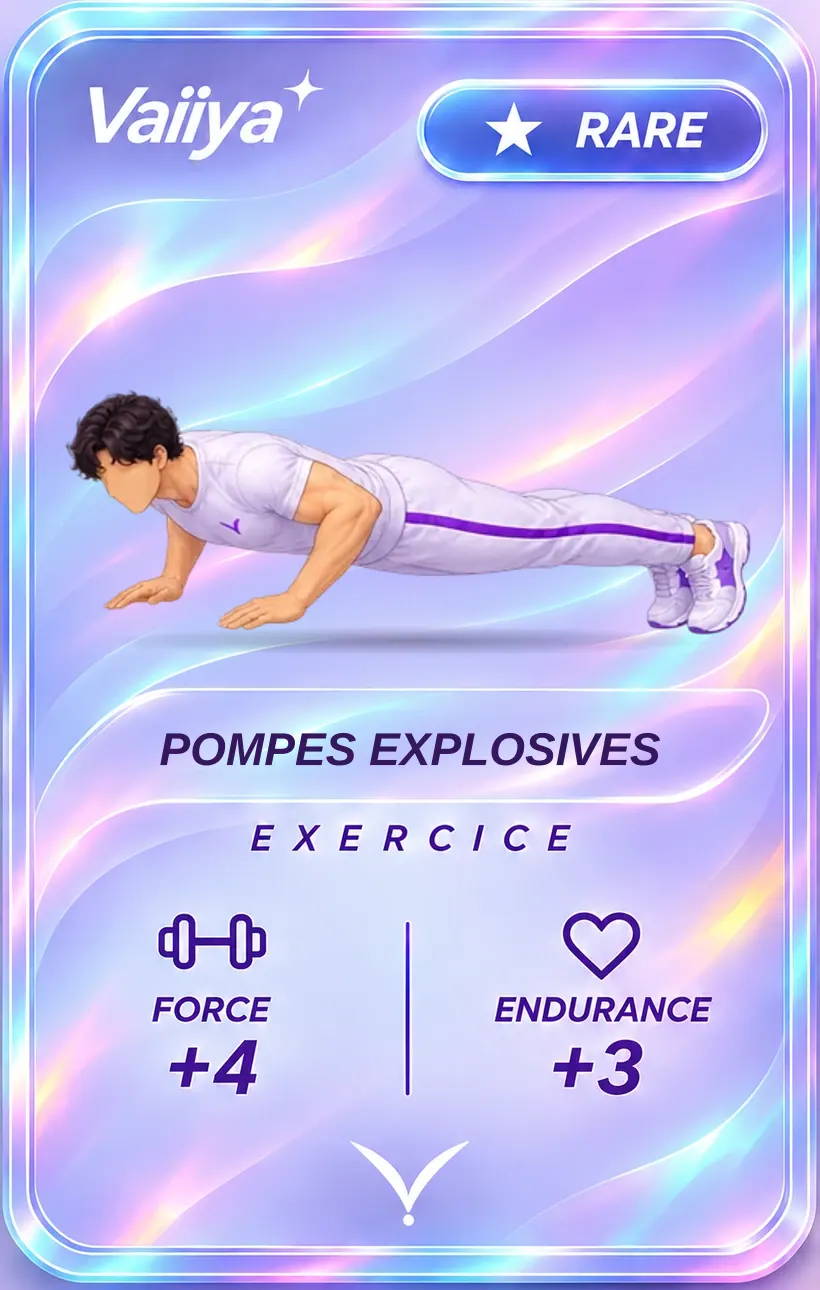 Vaiiya
RARE
POMPES EXPLOSIVES
EXERCICE
FORCE
ENDURANCE
+4
+3